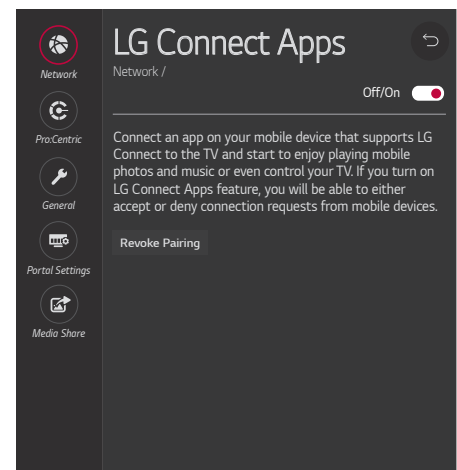 LG Connect Apps
Network /
Off/On
Connect an app on your mobile device that supports LG
Connect to the TV and start to enjoy playing mobile
photos and music or even control your TV. If you turn on
LG Connect Apps feature, you will be able to either
accept or deny connection requests from mobile devices.
Revoke Pairing
Network
Pro:Centric
General
Portal Settings
Media Share